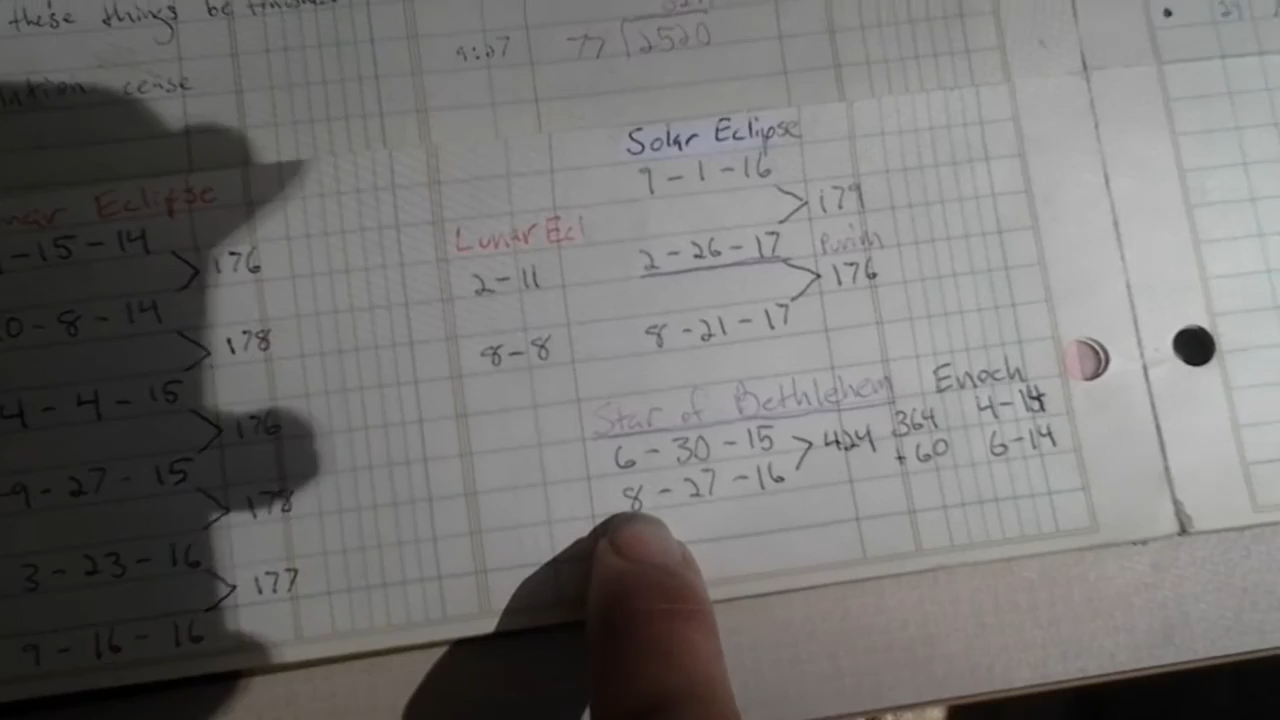 these things be
9:27 77 2520
cease
Solar Eclipse
9-1-16
179
Lunar Ecl
2-26-17 Purim
2-11
176
8-21-17
8-8
Eclipse
-15-14
176
0-8-14
178
4-4-15
176
9-27-15
178
3-23-16
177
9-16-16
Star of Bethlehem
6-30-15 > 424
8-27-16
Enoch
364 4-14
+60 6-14